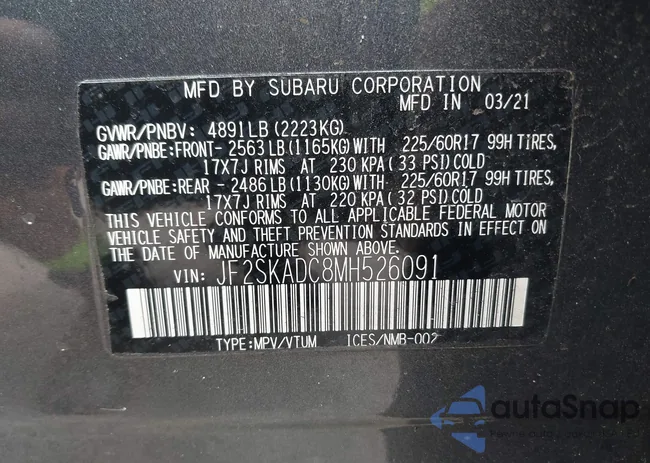 MFD BY SUBARU CORPORATION
MFD IN 03/21
GVWR/PNBV: 4891LB (2223KG)
GAWR/PNBE:FRONT- 2563 LB (1165KG)WITH 225/60R17 99H TIRES,
17X7J RIMS AT 230 KPA (33 PSI) COLD
GAWR/PNBE:REAR - 2486 LB (1130KG)WITH 225/60R17 99H TIRES,
17X7J RIMS AT 220 KPA (32 PSI) COLD
THIS VEHICLE CONFORMS TO ALL APPLICABLE FEDERAL MOTOR
VEHICLE SAFETY AND THEFT PREVENTION STANDARDS IN EFFECT ON
THE DATE OF MANUFACTURE SHOWN ABOVE.
VIN: JF2SKADC8MH526091
TYPE:MPV/VTUM ICES/NMB-002
autoSnap